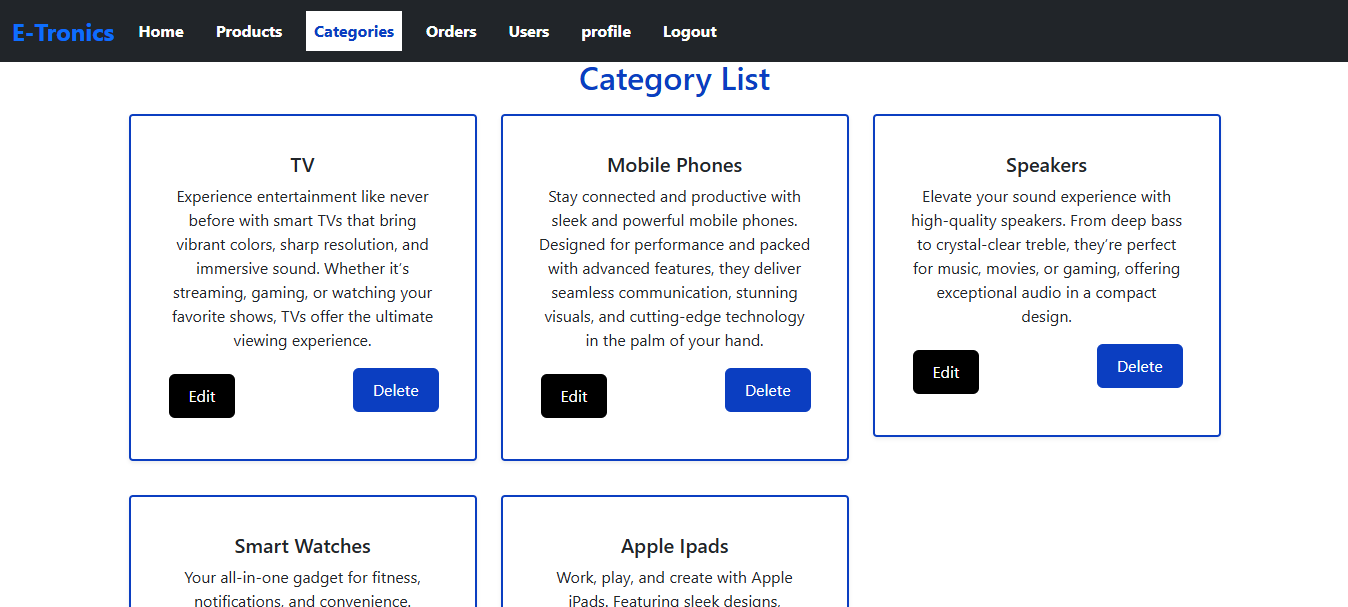 E-Tronics Home Products Categories Orders Users profile Logout
Category List
TV
Experience entertainment like never
before with smart TVs that bring
vibrant colors, sharp resolution, and
immersive sound. Whether it’s
streaming, gaming, or watching your
favorite shows, TVs offer the ultimate
viewing experience.
Edit Delete
Mobile Phones
Stay connected and productive with
sleek and powerful mobile phones.
Designed for performance and packed
with advanced features, they deliver
seamless communication, stunning
visuals, and cutting-edge technology
in the palm of your hand.
Edit Delete
Speakers
Elevate your sound experience with
high-quality speakers. From deep bass
to crystal-clear treble, they’re perfect
for music, movies, or gaming, offering
exceptional audio in a compact
design.
Edit Delete
Smart Watches
Your all-in-one gadget for fitness,
notifications, and convenience.
Apple Ipads
Work, play, and create with Apple
iPads. Featuring sleek designs,